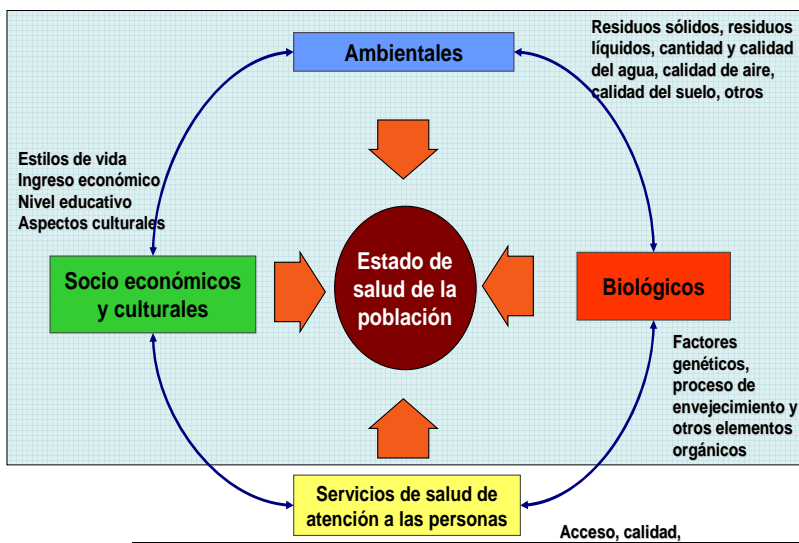 Residuos sólidos, residuos
líquidos, cantidad y calidad
del agua, calidad de aire,
calidad del suelo, otros
Ambientales
Estilos de vida
Ingreso económico
Nivel educativo
Aspectos culturales
Socio económicos
y culturales
Estado de
salud de la
población
Biológicos
Factores
genéticos,
proceso de
envejecimiento y
otros elementos
orgánicos
Servicios de salud de
atención a las personas
Acceso, calidad,